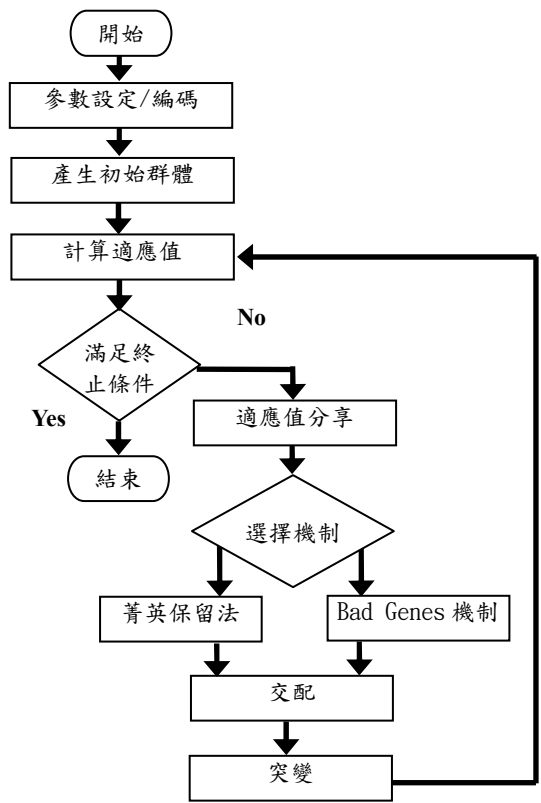 開始
參數設定/編碼
產生初始群體
計算適應值
No
滿足終
止條件
Yes
適應值分享
結束
選擇機制
菁英保留法
Bad Genes 機制
交配
突變